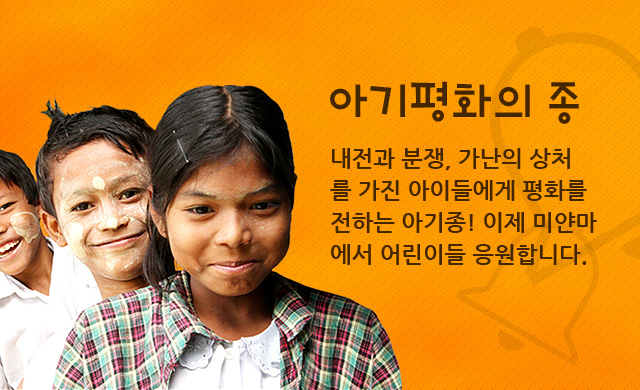 아기평화의 종
내전과 분쟁, 가난의 상처
를 가진 아이들에게 평화를
전하는 아기종! 이제 미얀마
에서 어린이들 응원합니다.